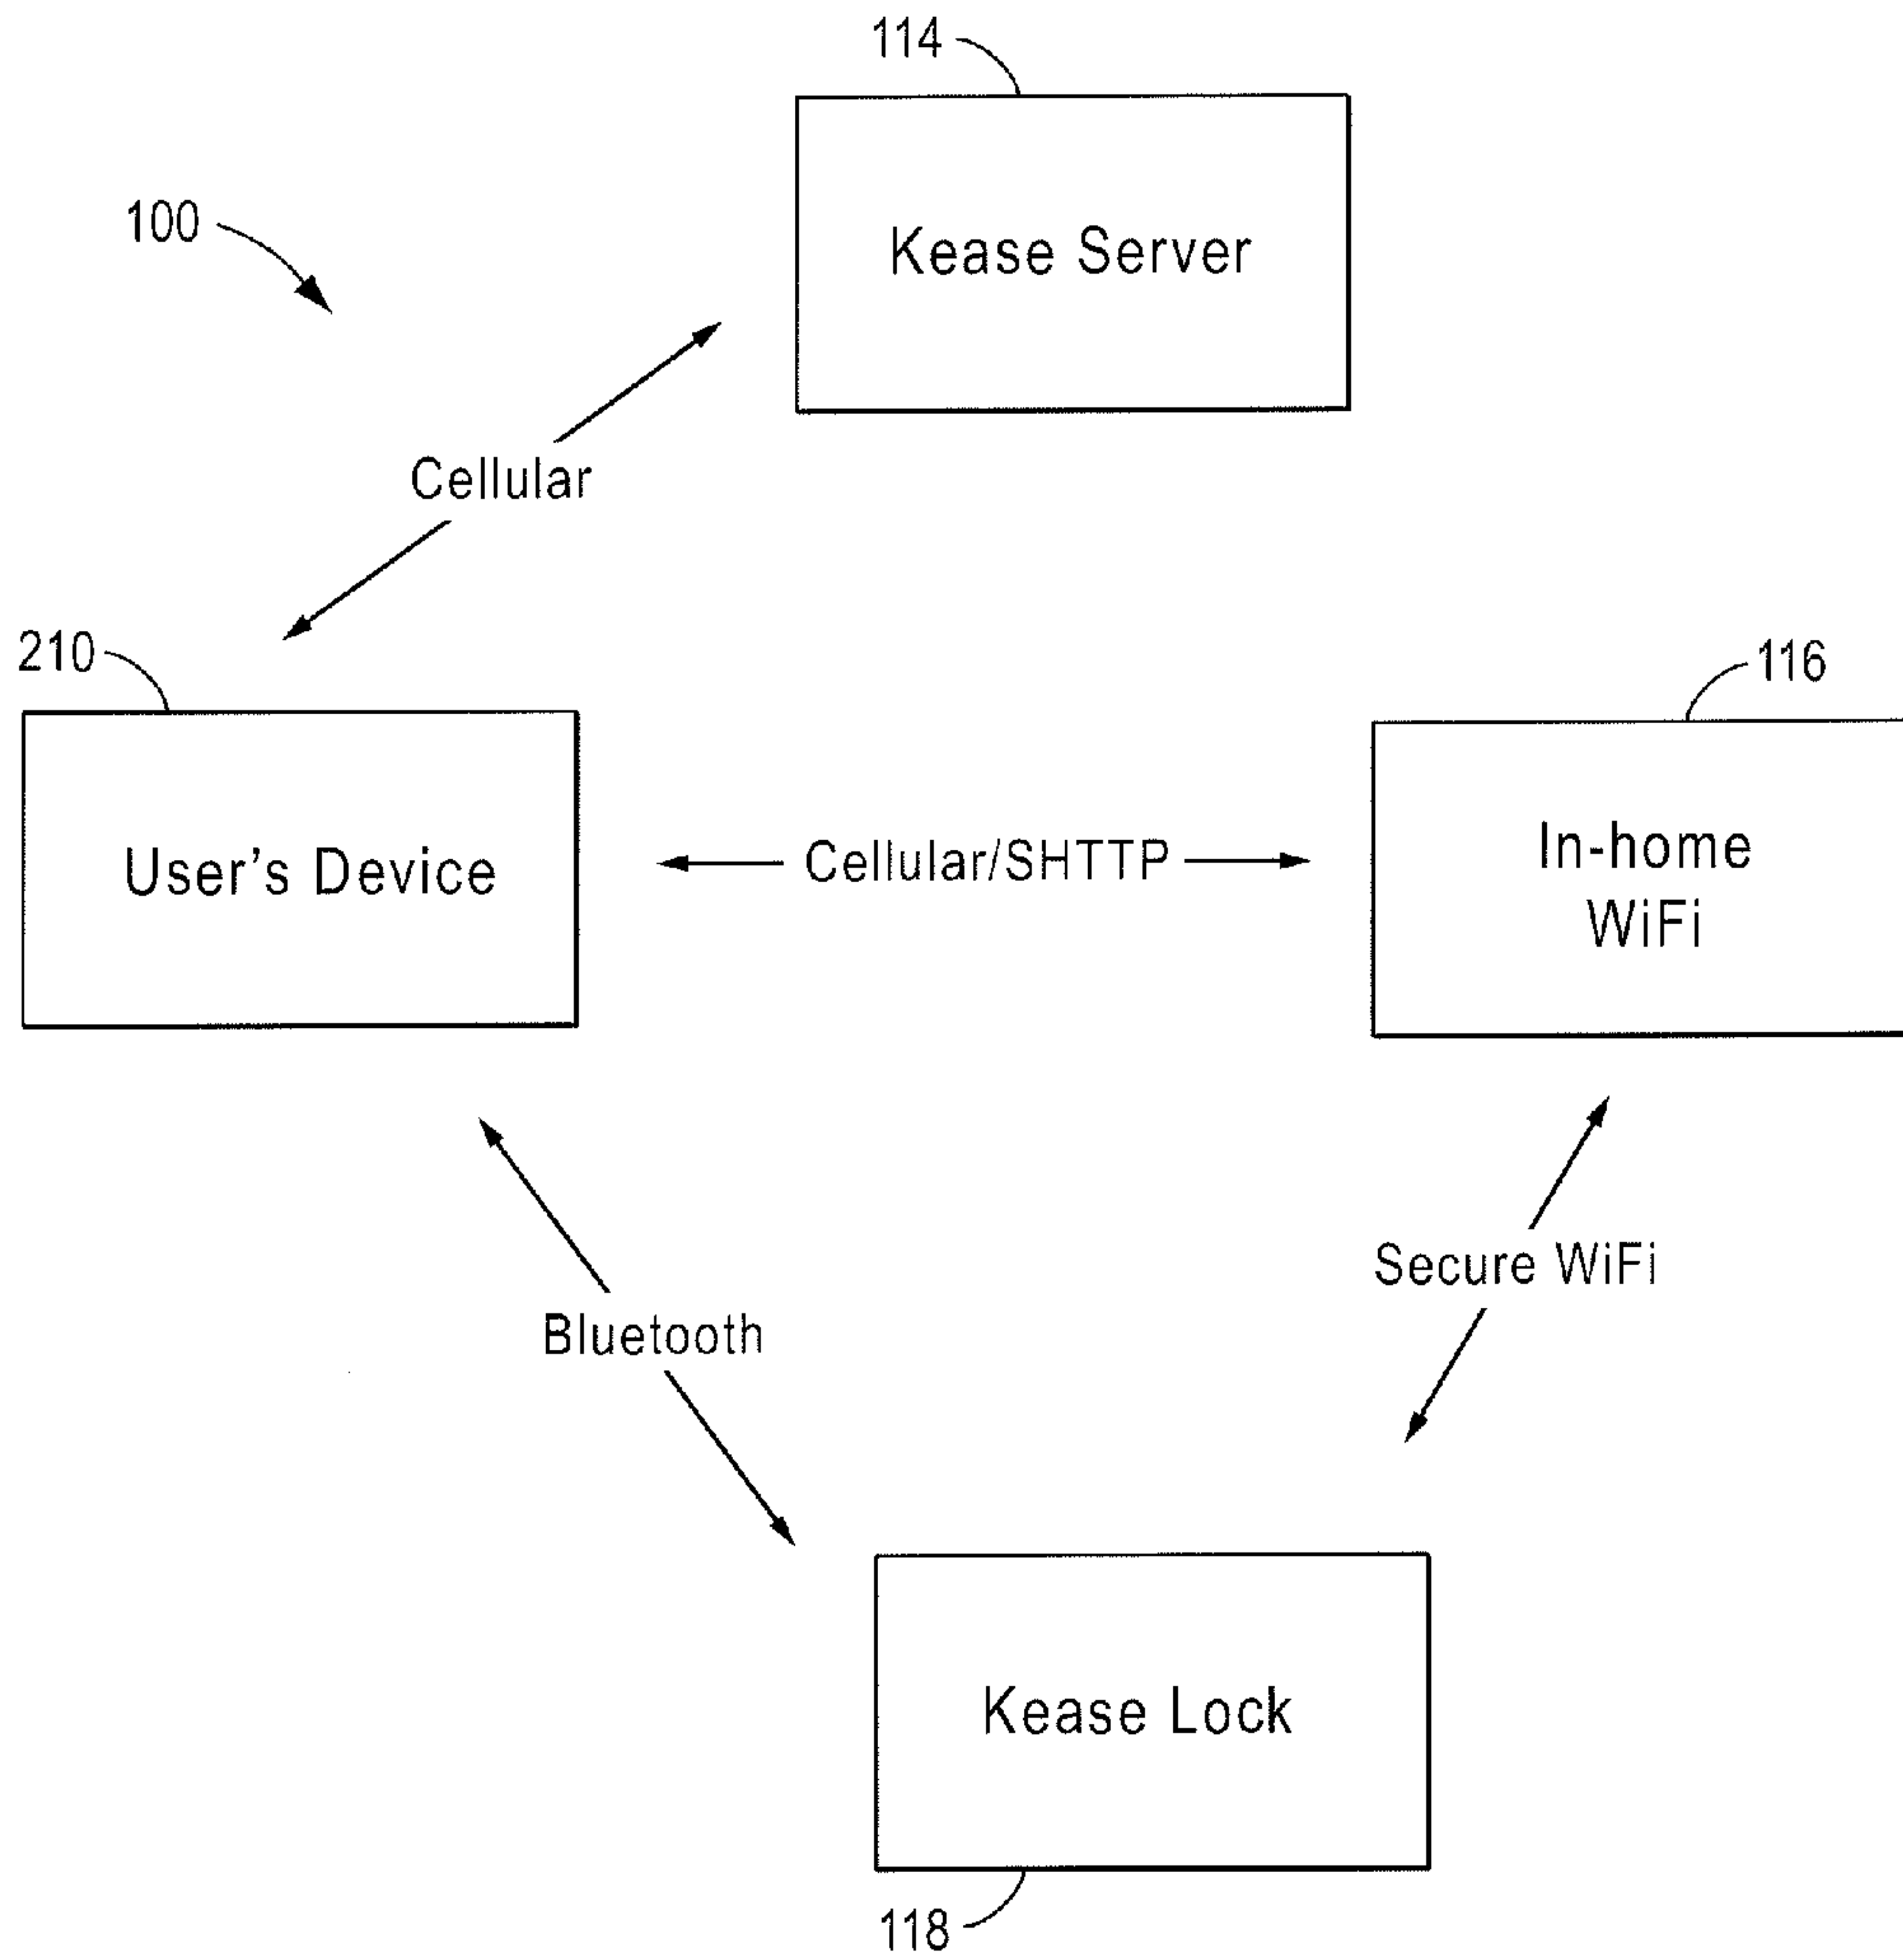 114
100
Kease Server
Cellular
210
116
User's Device
Cellular/SHTTP
In-home
WiFi
Secure WiFi
Bluetooth
Kease Lock
118